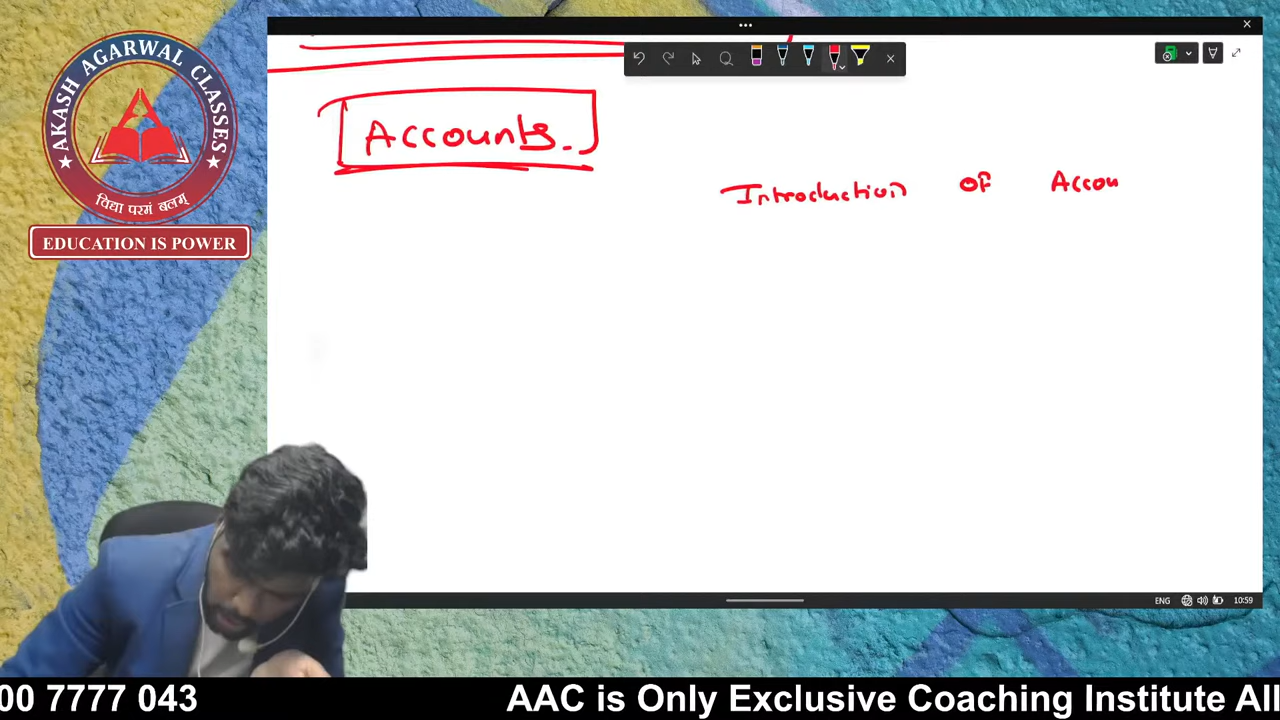 AKASH AGARWAL CLASSES
विद्या परमं बलम्
EDUCATION IS POWER
Accounts.
Introduction of Accou
ENG 10:59
00 7777 043 AAC is Only Exclusive Coaching Institute All